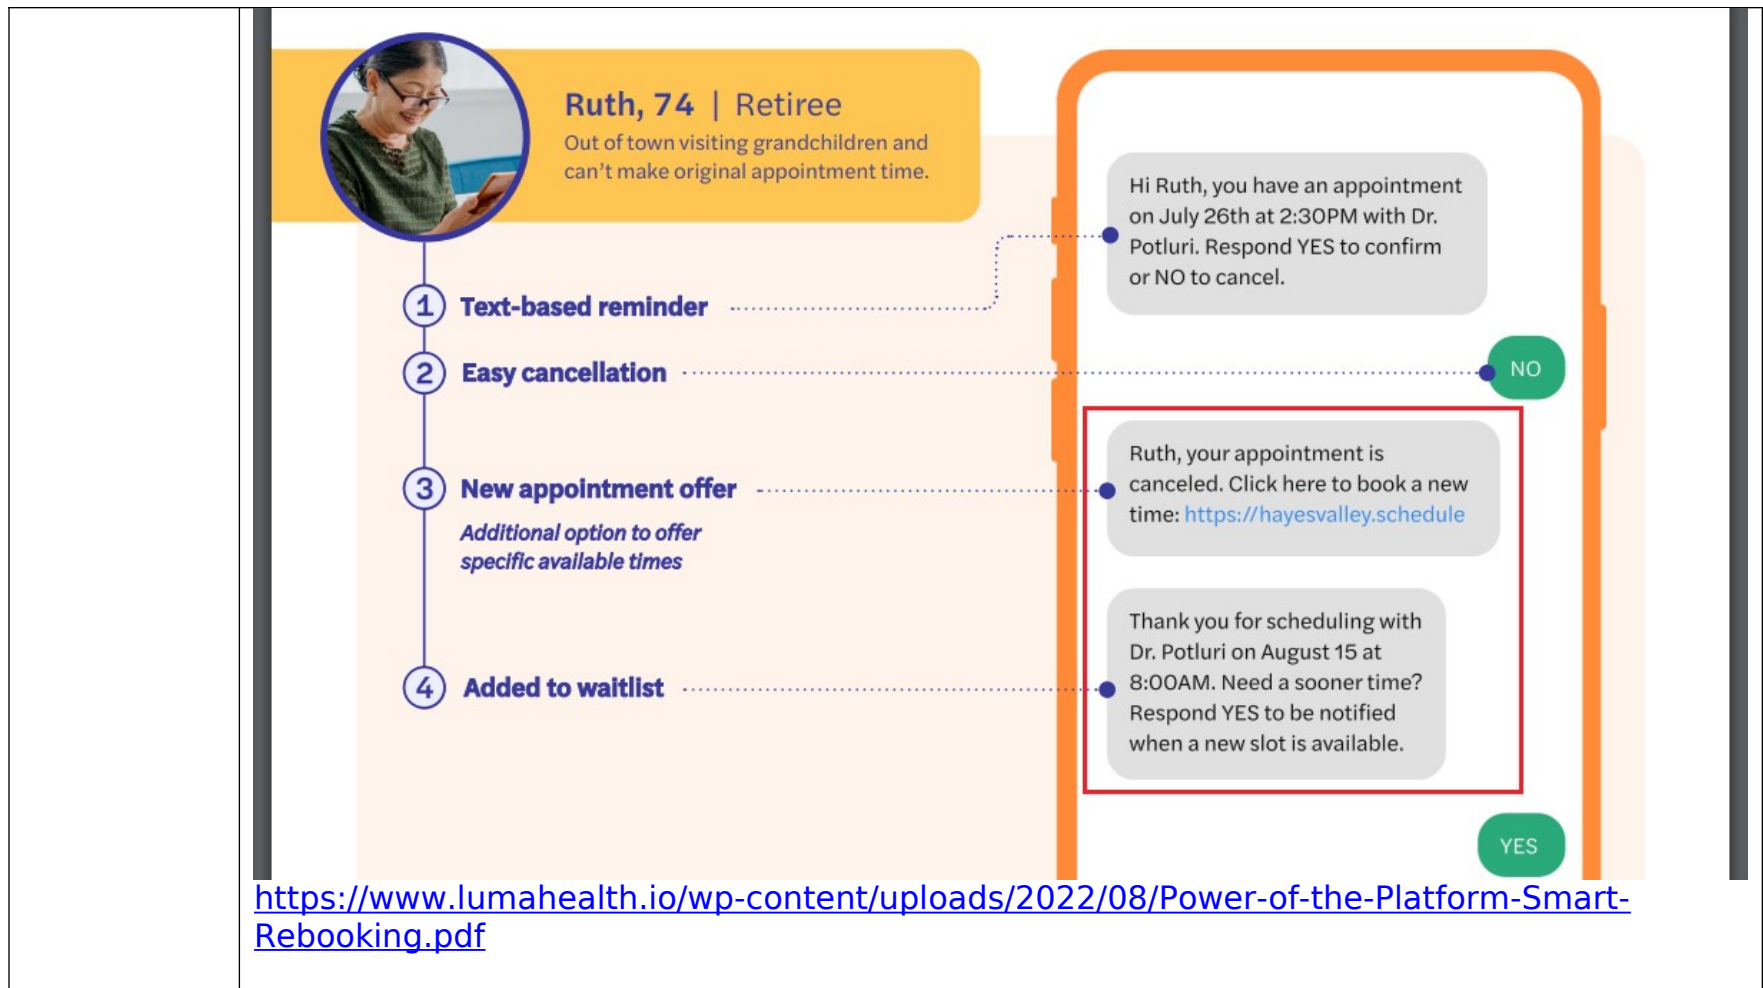 Ruth, 74 | Retiree
Out of town visiting grandchildren and
can't make original appointment time.
Hi Ruth, you have an appointment
on July 26th at 2:30PM with Dr.
Potluri. Respond YES to confirm
or NO to cancel.
1 Text-based reminder
2 Easy cancellation
NO
3 New appointment offer
Additional option to offer
specific available times
Ruth, your appointment is
canceled. Click here to book a new
time: https://hayesvalley.schedule
4 Added to waitlist
Thank you for scheduling with
Dr. Potluri on August 15 at
8:00AM. Need a sooner time?
Respond YES to be notified
when a new slot is available.
YES
https://www.lumahealth.io/wp-content/uploads/2022/08/Power-of-the-Platform-Smart-
Rebooking.pdf